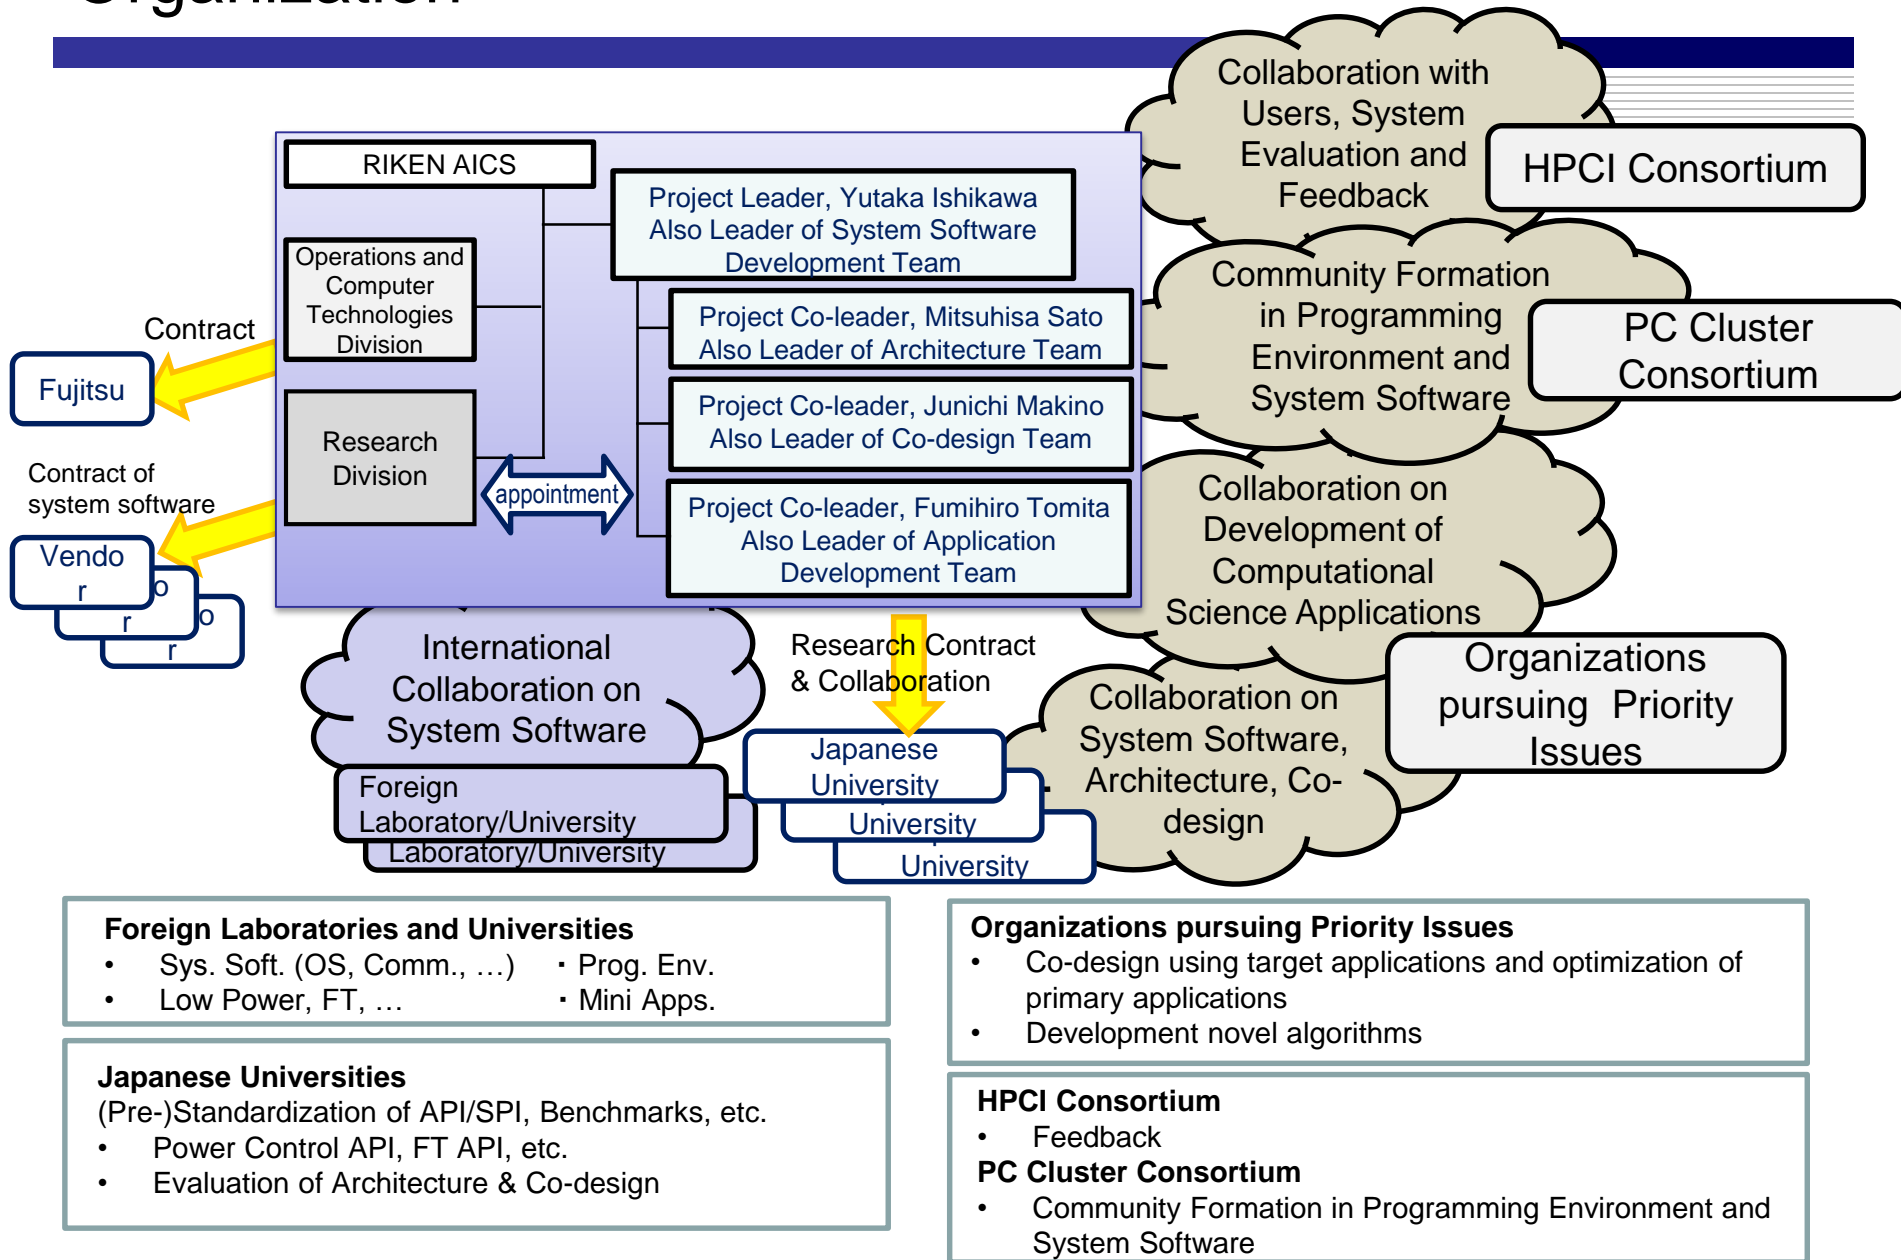 Organization
Collaboration with
Users, System
Evaluation and
Feedback
HPCI Consortium
RIKEN AICS
Project Leader, Yutaka Ishikawa
Also Leader of System Software
Development Team
Operations and
Computer
Technologies
Division
Community Formation
in Programming
Environment and
System Software
PC Cluster
Consortium
Project Co-leader, Mitsuhisa Sato
Also Leader of Architecture Team
Contract
Fujitsu
Project Co-leader, Junichi Makino
Also Leader of Co-design Team
Research
Division
appointment
Contract of
system software
Vendo
r
o
r
o
r
Project Co-leader, Fumihiro Tomita
Also Leader of Application
Development Team
Collaboration on
Development of
Computational
Science Applications
Organizations
pursuing  Priority
Issues
International
Collaboration on
System Software
Research Contract
& Collaboration
Collaboration on
System Software,
Architecture, Co-
design
Foreign
Laboratory/University
Laboratory/University
Japanese
University
University
University
Foreign Laboratories and Universities
• Sys. Soft. (OS, Comm., …) ・Prog. Env.
• Low Power, FT, … ・Mini Apps.
Japanese Universities
(Pre-)Standardization of API/SPI, Benchmarks, etc.
• Power Control API, FT API, etc.
• Evaluation of Architecture & Co-design
Organizations pursuing Priority Issues
• Co-design using target applications and optimization of
primary applications
• Development novel algorithms
HPCI Consortium
• Feedback
PC Cluster Consortium
• Community Formation in Programming Environment and
System Software